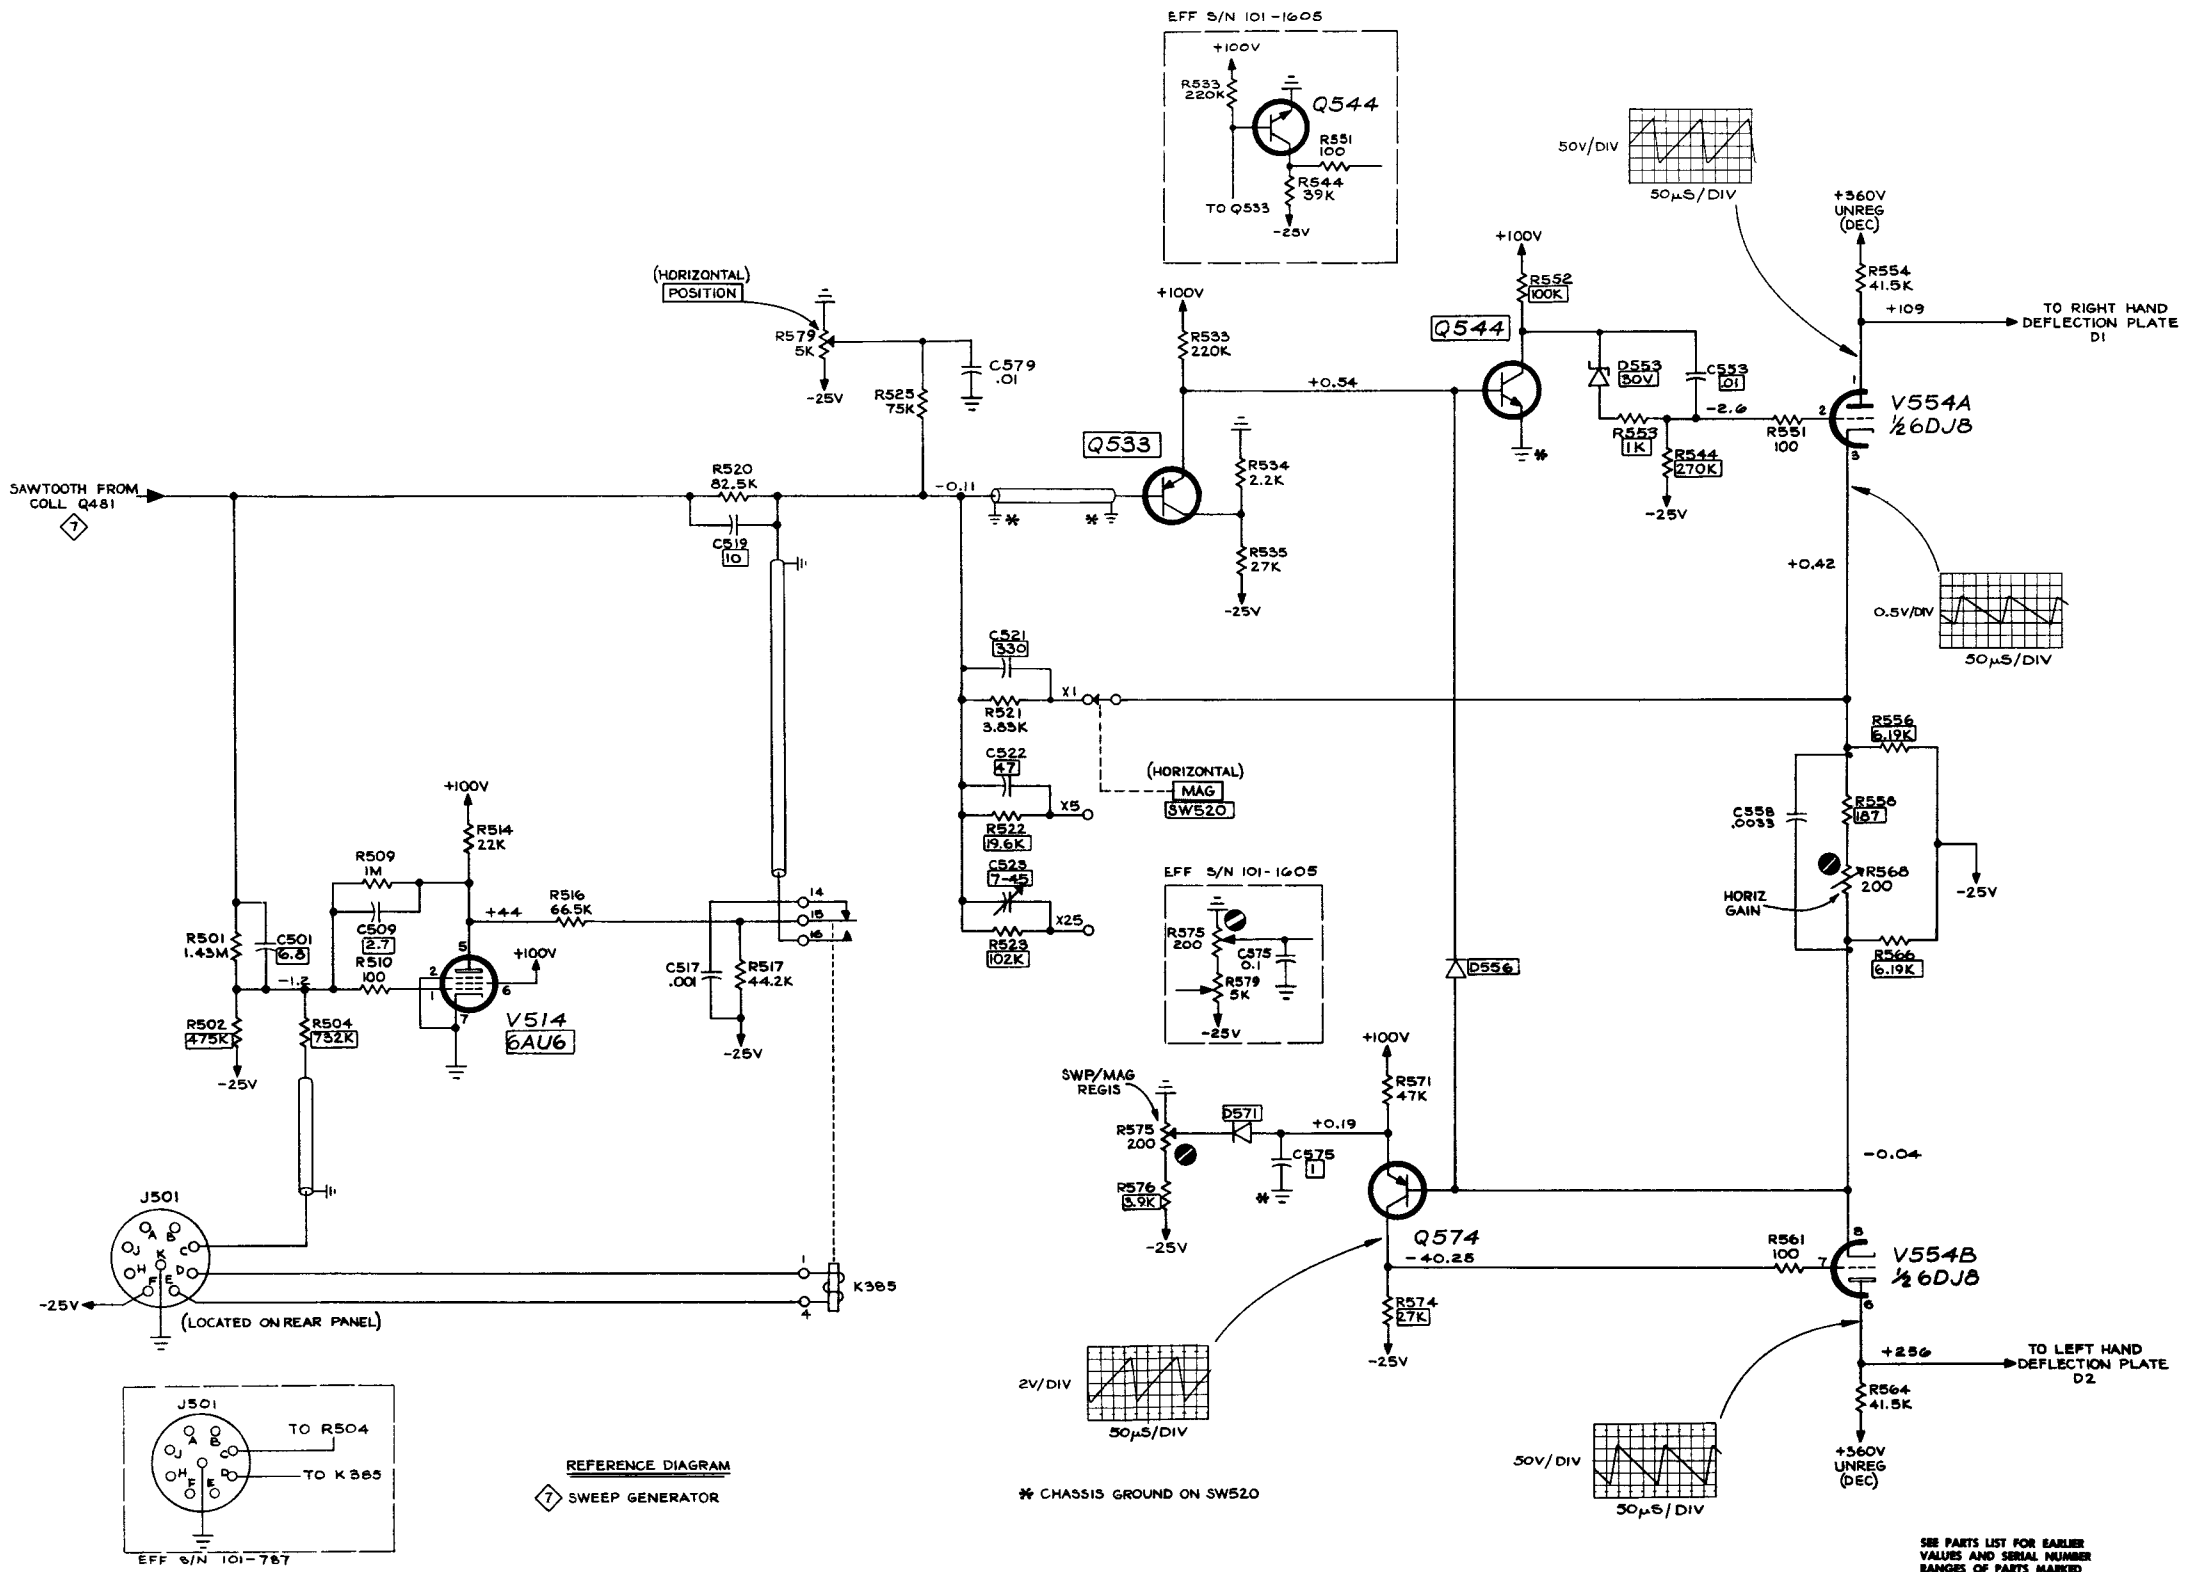 EFF S/N 101-1605
+100V
R533
220K
Q544
R551
100
R544
39K
TO Q533
-25V
50V/DIV
50µS/DIV
+360V
UNREG
(DEC)
R554
41.5K
+109
TO RIGHT HAND
DEFLECTION PLATE
D1
(HORIZONTAL)
POSITION
R579
5K
-25V
R525
75K
C579
.01
+100V
R533
220K
+0.54
+100V
R552
100K
Q544
D553
30V
C553
.01
-2.6
R553
1K
R544
270K
-25V
R551
100
1
2
3
V554A
½6DJ8
Q533
R534
2.2K
R535
27K
-25V
SAWTOOTH FROM
COLL Q481
7
R520
82.5K
C519
10
-0.11
+0.42
0.5V/DIV
50µS/DIV
C521
330
R521
3.83K
X1
C522
47
R522
19.6K
X5
(HORIZONTAL)
MAG
SW520
C523
7-45
R523
102K
X25
R556
6.19K
C558
.0033
R558
187
R568
200
HORIZ
GAIN
R566
6.19K
-25V
+100V
R514
22K
R509
1M
C509
2.7
R510
100
+44
R516
66.5K
R501
1.43M
C501
6.8
-1.2
R502
475K
-25V
R504
732K
5
2
1
7
6
+100V
V514
6AU6
C517
.001
R517
44.2K
-25V
14
15
16
EFF S/N 101-1605
R575
200
C575
0.1
R579
5K
-25V
D556
+100V
R571
47K
SWP/MAG
REGIS
R575
200
D571
+0.19
C575
1
R576
3.9K
-25V
Q574
-40.28
R574
27K
-25V
2V/DIV
50µS/DIV
-0.04
R561
100
8
7
6
V554B
½6DJ8
+256
TO LEFT HAND
DEFLECTION PLATE
D2
R564
41.5K
+360V
UNREG
(DEC)
50V/DIV
50µS/DIV
J501
A B C D E F H J K
-25V
(LOCATED ON REAR PANEL)
1
4
K385
J501
A B C D E F H J
TO R504
TO K385
EFF S/N 101-787
REFERENCE DIAGRAM
7 SWEEP GENERATOR
* CHASSIS GROUND ON SW520
SEE PARTS LIST FOR EARLIER
VALUES AND SERIAL NUMBER
RANGES OF PARTS MARKED